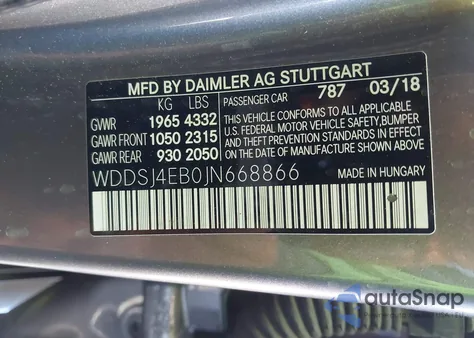 MFD BY DAIMLER AG STUTTGART
KG LBS PASSENGER CAR 787 03/18
GVWR 1965 4332
GAWR FRONT 1050 2315
GAWR REAR 930 2050
THIS VEHICLE CONFORMS TO ALL APPLICABLE
U.S. FEDERAL MOTOR VEHICLE SAFETY,BUMPER
AND THEFT PREVENTION STANDARDS IN EFFECT
ON THE DATE OF MANUFACTURE SHOWN ABOVE.
WDDSJ4EB0JN668866 MADE IN HUNGARY
autaSnap